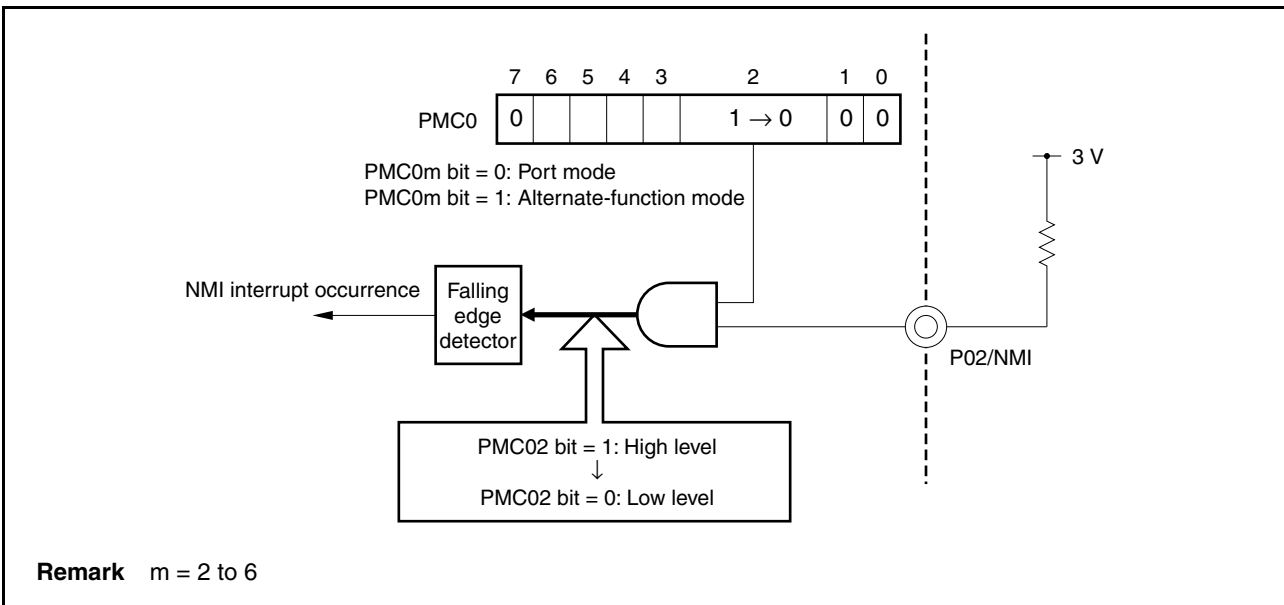 7 6 5 4 3 2 1 0
PMC0 0 1 → 0 0 0
PMC0m bit = 0: Port mode
PMC0m bit = 1: Alternate-function mode
3 V
NMI interrupt occurrence
Falling
edge
detector
P02/NMI
PMC02 bit = 1: High level
↓
PMC02 bit = 0: Low level
Remark m = 2 to 6